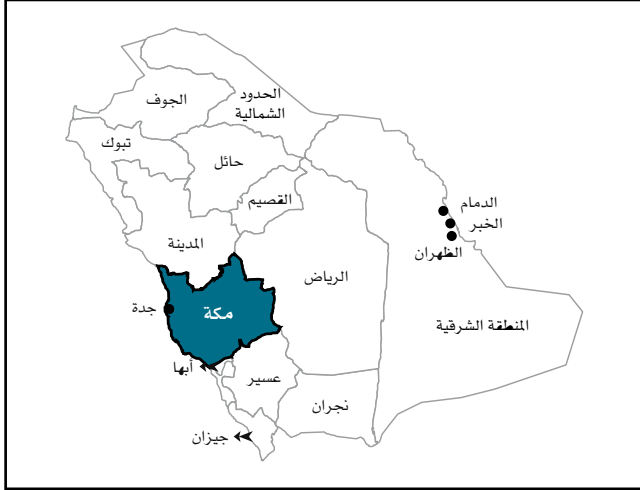 الحدود
الشمالية
الجوف
تبوك
حائل
القصيم
الدمام
الخبر
الظهران
المدينة
الرياض
جدة
مكة
المنطقة الشرقية
أبها
عسير
نجران
جيزان